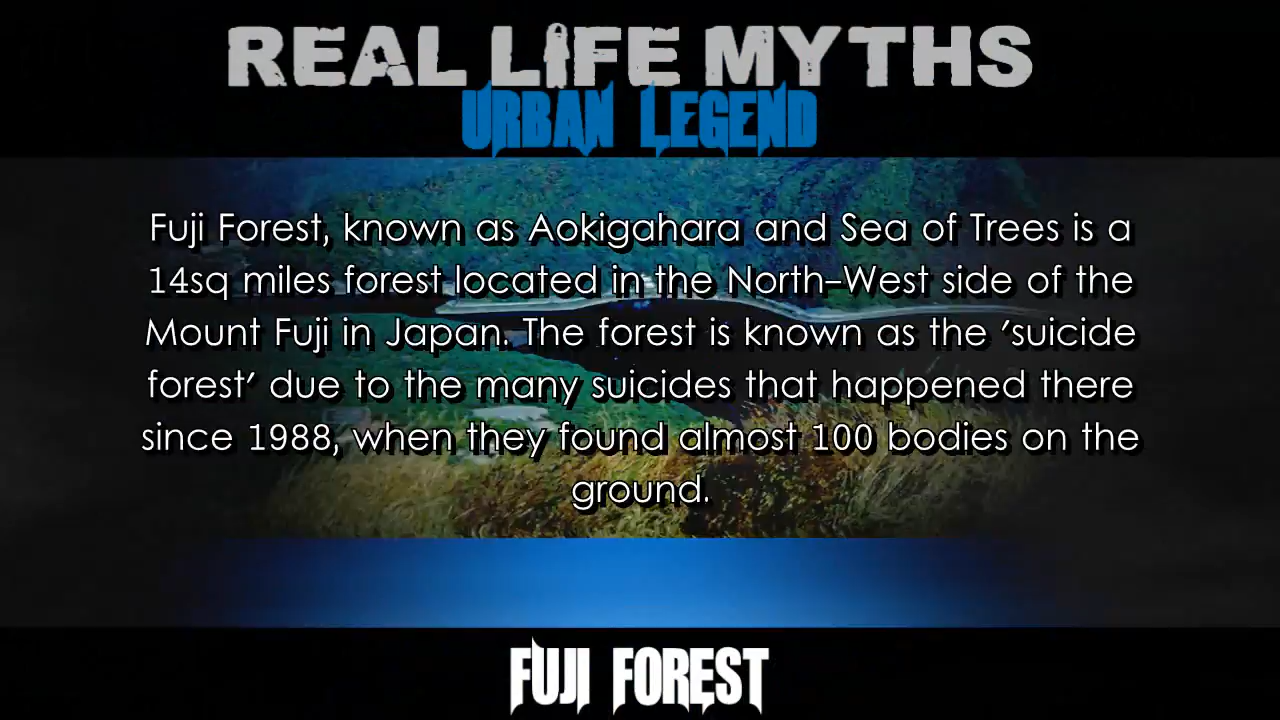 REAL LIFE MYTHS
URBAN LEGEND
Fuji Forest, known as Aokigahara and Sea of Trees is a
14sq miles forest located in the North-West side of the
Mount Fuji in Japan. The forest is known as the 'suicide
forest' due to the many suicides that happened there
since 1988, when they found almost 100 bodies on the
ground.
FUJI FOREST